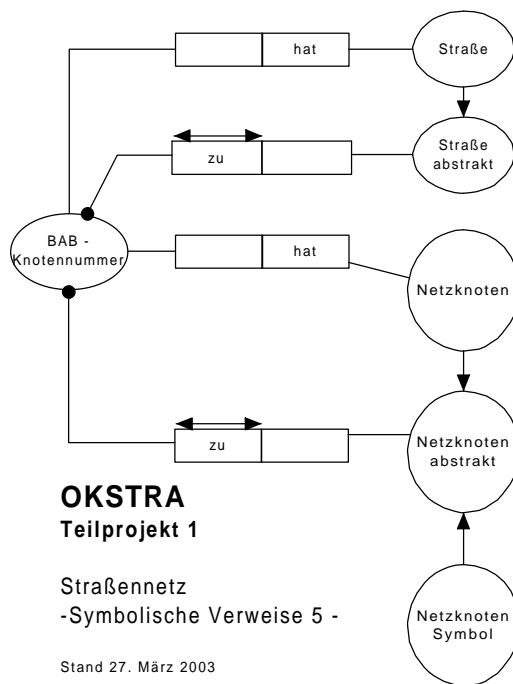 hat
Straße
zu
Straße
abstrakt
BAB -
Knotennummer
hat
Netzknoten
zu
Netzknoten
abstrakt
OKSTRA
Teilprojekt 1
Straßennetz
-Symbolische Verweise 5 -
Netzknoten
Symbol
Stand 27. März 2003